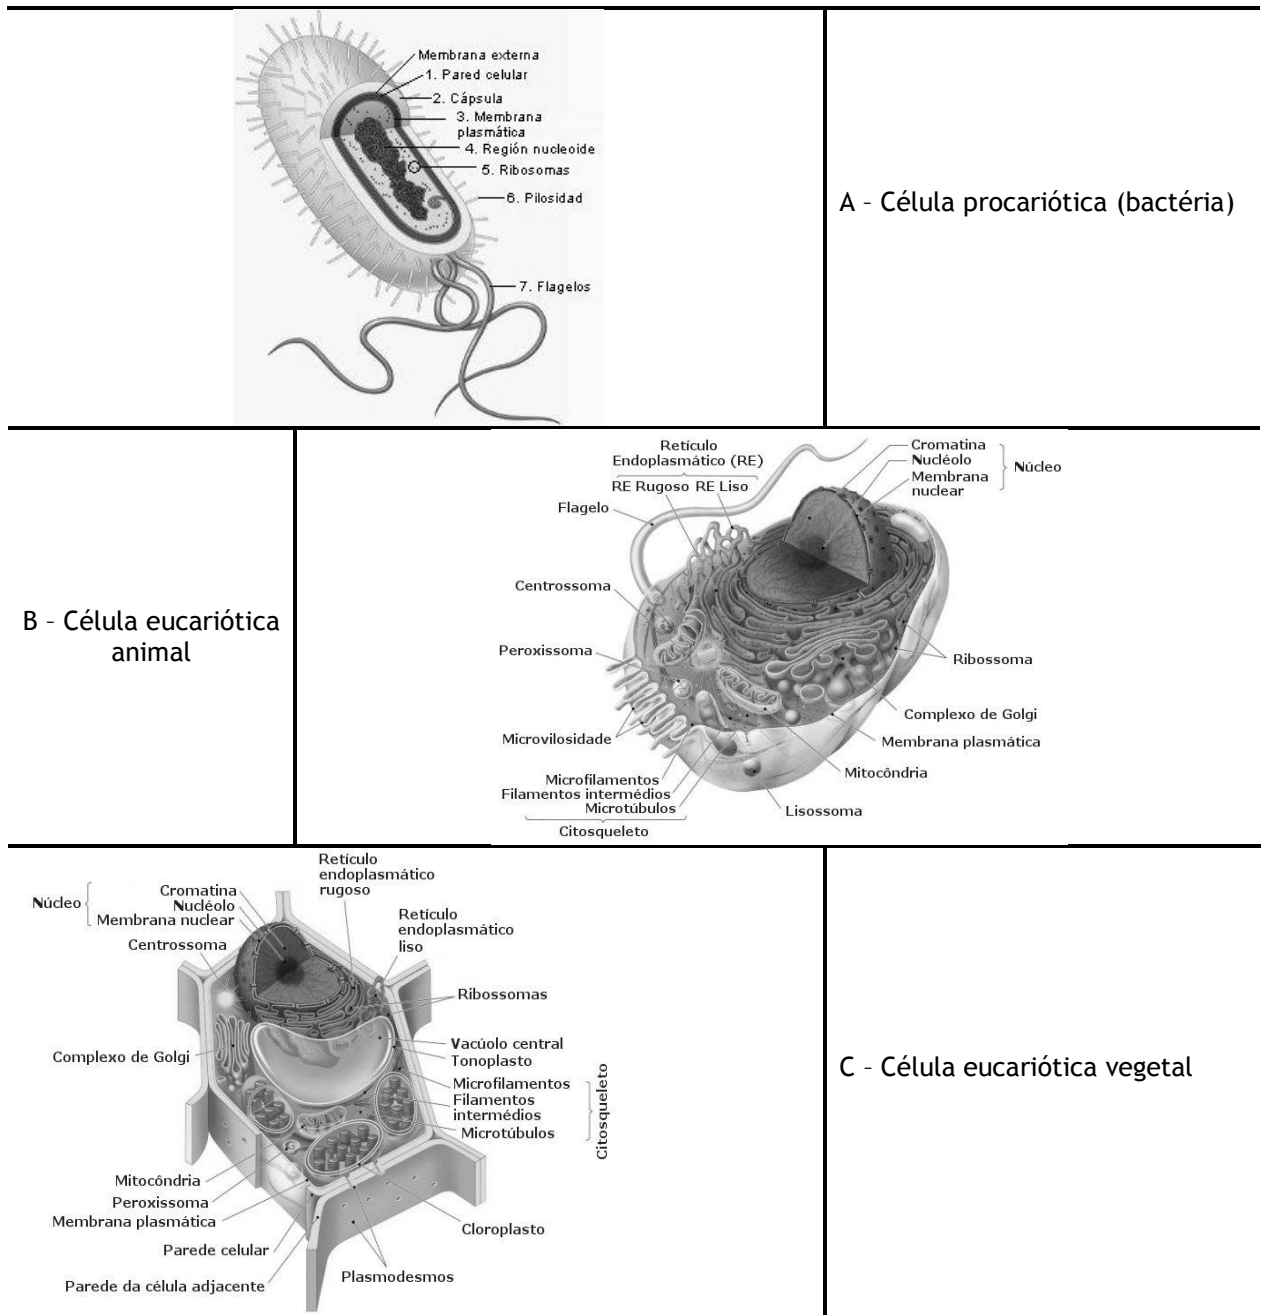 Membrana externa
1. Pared celular
2. Cápsula
3. Membrana
plasmática
4. Región nucleoide
5. Ribosomas
6. Pilosidad
7. Flagelos
A - Célula procariótica (bactéria)
B - Célula eucariótica
animal
Retículo
Endoplasmático (RE)
RE Rugoso RE Liso
Flagelo
Centrossoma
Peroxissoma
Microvilosidade
Microfilamentos
Filamentos intermédios
Microtúbulos
Citosqueleto
Cromatina
Nucléolo
Membrana
nuclear
Núcleo
Ribossoma
Complexo de Golgi
Membrana plasmática
Mitocôndria
Lisossoma
Retículo
endoplasmático
rugoso
Núcleo
Cromatina
Nucléolo
Membrana nuclear
Centrossoma
Retículo
endoplasmático
liso
Ribossomas
Complexo de Golgi
Vacúolo central
Tonoplasto
Microfilamentos
Filamentos
intermédios
Microtúbulos
Citosqueleto
Mitocôndria
Peroxissoma
Membrana plasmática
Parede celular
Parede da célula adjacente
Cloroplasto
Plasmodesmos
C - Célula eucariótica vegetal